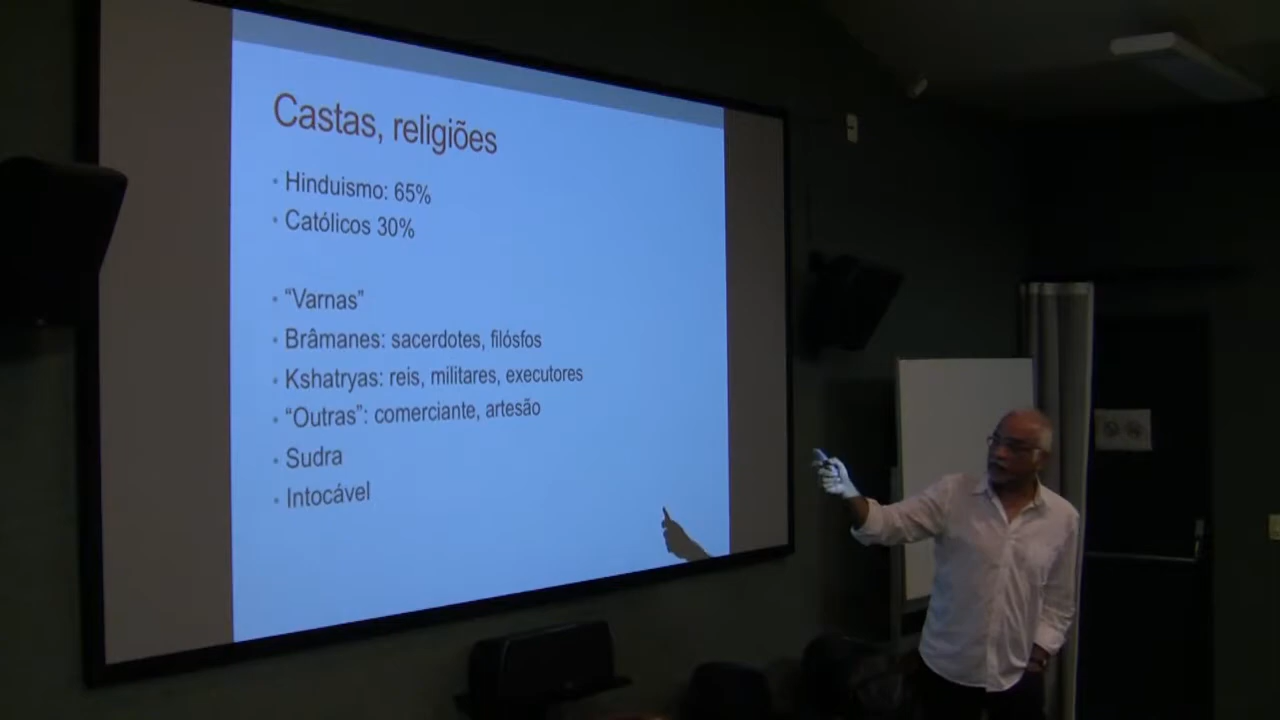 Castas, religiões
• Hinduismo: 65%
• Católicos 30%
• “Varnas”
• Brâmanes: sacerdotes, filósfos
• Kshatryas: reis, militares, executores
• “Outras”: comerciante, artesão
• Sudra
• Intocável